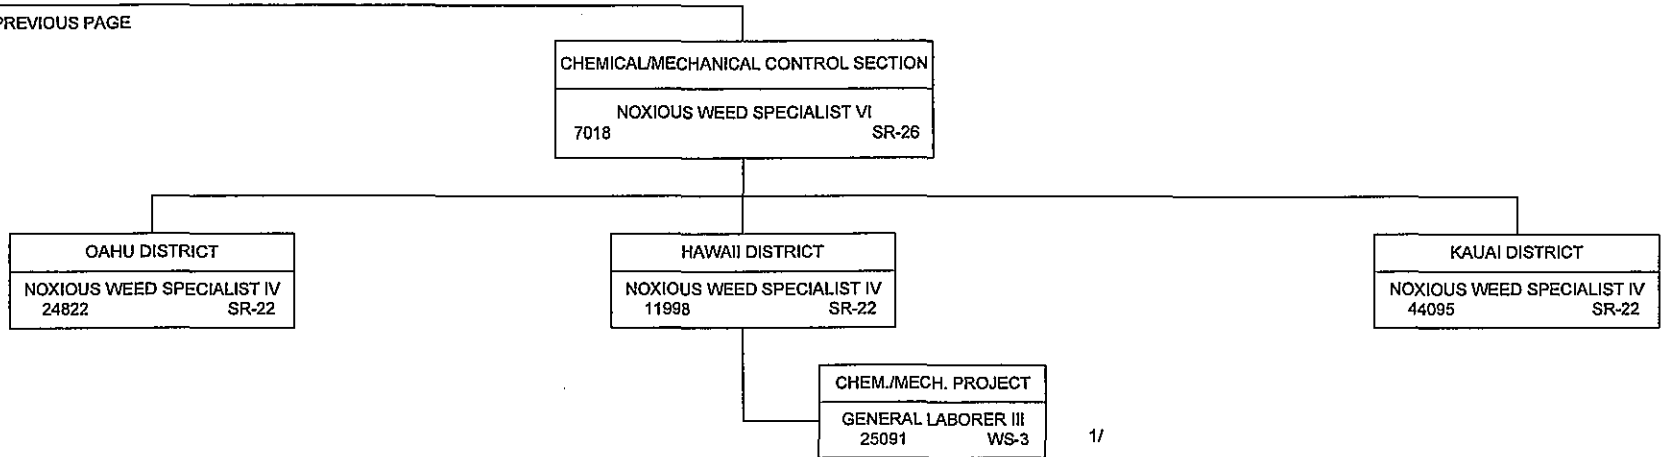 PREVIOUS PAGE
CHEMICAL/MECHANICAL CONTROL SECTION
NOXIOUS WEED SPECIALIST VI
7018 SR-26
OAHU DISTRICT
NOXIOUS WEED SPECIALIST IV
24822 SR-22
HAWAII DISTRICT
NOXIOUS WEED SPECIALIST IV
11998 SR-22
KAUAI DISTRICT
NOXIOUS WEED SPECIALIST IV
44095 SR-22
CHEM./MECH. PROJECT
GENERAL LABORER III
25091 WS-3 1/